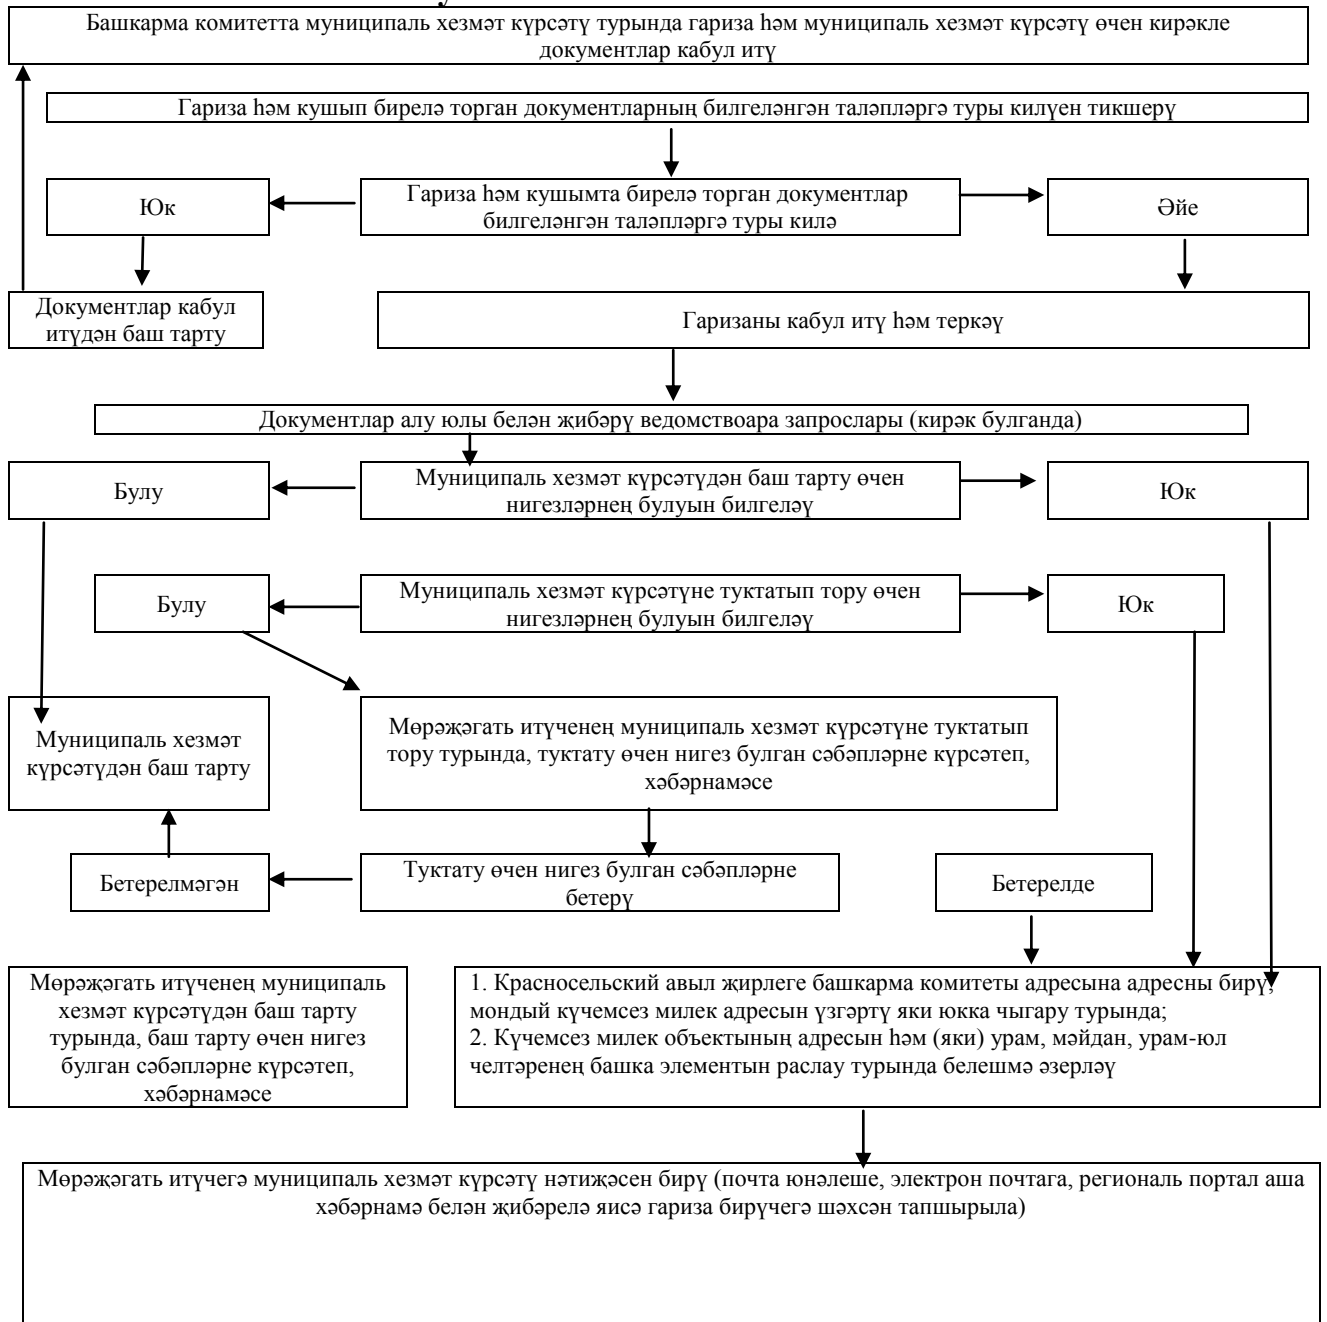 Башкарма комитетта муниципаль хезмәт күрсәтү турында гариза һәм муниципаль хезмәт күрсәтү өчен кирәкле
документлар кабул итү
Гариза һәм кушып бирелә торган документларның билгеләнгән таләпләргә туры килүен тикшерү
Юк
Гариза һәм кушымта бирелә торган документлар
билгеләнгән таләпләргә туры килә
Әйе
Документлар кабул
итүдән баш тарту
Гаризаны кабул итү һәм теркәү
Документлар алу юлы белән җибәрү ведомствоара запрослары (кирәк булганда)
Булу
Муниципаль хезмәт күрсәтүдән баш тарту өчен
нигезләрнең булуын билгеләү
Юк
Булу
Муниципаль хезмәт күрсәтүне туктатып тору өчен
нигезләрнең булуын билгеләү
Юк
Муниципаль хезмәт
күрсәтүдән баш тарту
Мөрәҗәгать итүченең муниципаль хезмәт күрсәтүне туктатып
тору турында, туктату өчен нигез булган сәбәпләрне күрсәтеп,
хәбәрнамәсе
Бетерелмәгән
Туктату өчен нигез булган сәбәпләрне
бетерү
Бетерелде
Мөрәҗәгать итүченең муниципаль
хезмәт күрсәтүдән баш тарту
турында, баш тарту өчен нигез
булган сәбәпләрне күрсәтеп,
хәбәрнамәсе
1. Красносельский авыл җирлеге башкарма комитеты адресына адресны бирү,
мондый күчемсез милек адресын үзгәртү яки юкка чыгару турында;
2. Күчемсез милек объектының адресын һәм (яки) урам, мәйдан, урам-юл
челтәренең башка элементын раслау турында белешмә әзерләү
Мөрәҗәгать итүчегә муниципаль хезмәт күрсәтү нәтиҗәсен бирү (почта юнәлеше, электрон почтага, региональ портал аша
хәбәрнамә белән җибәрелә яисә гариза бирүчегә шәхсән тапшырыла)